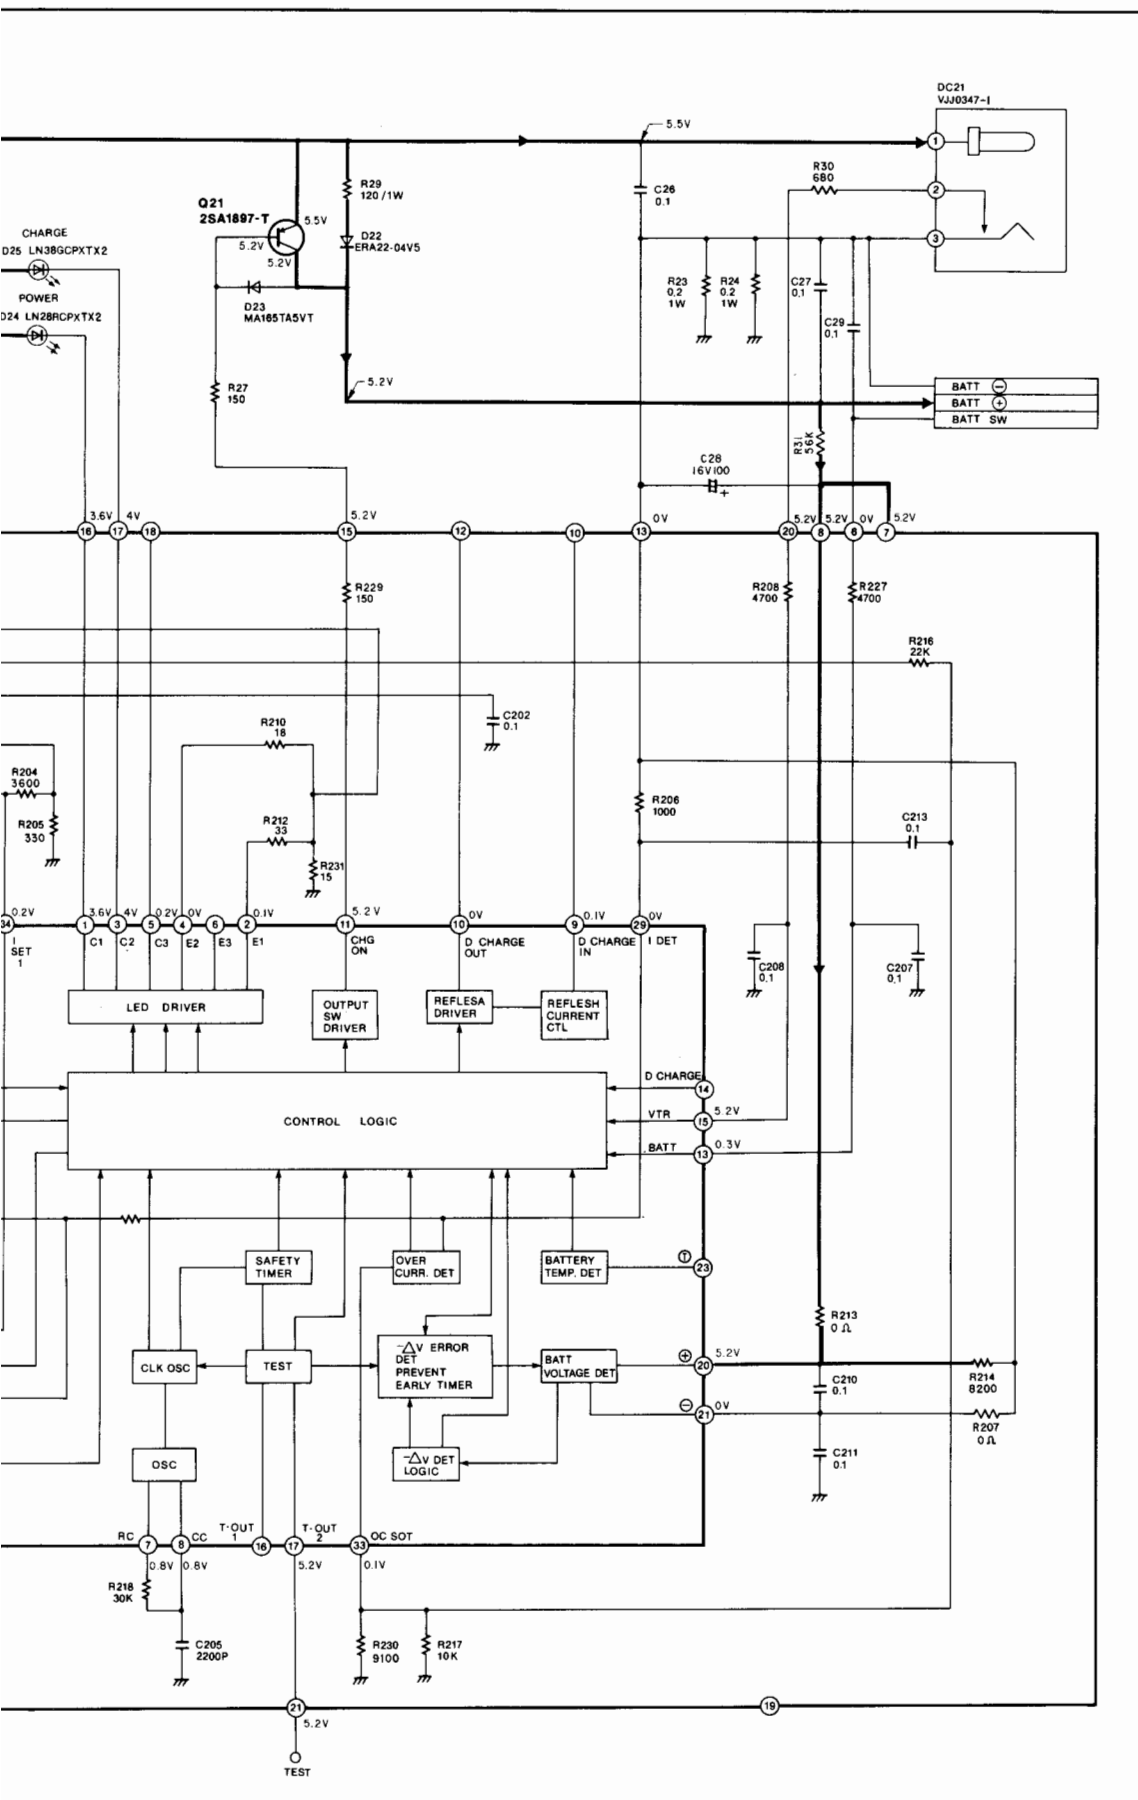 DC21
VJJ0347-1
5.5V
1
R30
680
2
R29
120/1W
C26
0.1
Q21
2SA1897-T
5.5V
CHARGE
D25 LN38GCPXTX2
5.2V
D22
ERA22-04V5
3
5.2V
POWER
D24 LN28RCPXTX2
D23
MA165TA5VT
R23
0.2
1W
R24
0.2
1W
C27
0.1
C29
0.1
R27
150
5.2V
BATT ⊖
BATT ⊕
BATT SW
R31
56K
C28
16V100
+
3.6V
4V
5.2V
0V
5.2V
5.2V
0V
5.2V
16
17
18
15
12
10
13
20
8
6
7
R229
150
R208
4700
R227
4700
R216
22K
C202
0.1
R210
18
R204
3600
R206
1000
R205
330
R212
33
C213
0.1
R231
15
0.2V
3.6V
4V
0.2V
0V
0.1V
5.2V
0V
0.1V
0V
34
1
3
5
4
6
2
11
10
9
29
I
SET
1
C1
C2
C3
E2
E3
E1
CHG
ON
D CHARGE
OUT
D CHARGE
IN
I DET
C208
0.1
C207
0.1
LED DRIVER
OUTPUT
SW
DRIVER
REFLESA
DRIVER
REFLESH
CURRENT
CTL
D CHARGE
14
CONTROL LOGIC
VTR
15
5.2V
BATT
13
0.3V
SAFETY
TIMER
OVER
CURR. DET
BATTERY
TEMP. DET
T
23
R213
0Ω
CLK OSC
TEST
-△V ERROR
DET
PREVENT
EARLY TIMER
BATT
VOLTAGE DET
⊕
20
5.2V
R214
8200
C210
0.1
⊖
21
0V
R207
0Ω
OSC
-△V DET
LOGIC
C211
0.1
RC
7
8
CC
T-OUT
1
16
17
T-OUT
2
33
OC SOT
0.8V
0.8V
5.2V
0.1V
R218
30K
C205
2200P
R230
9100
R217
10K
21
19
5.2V
TEST